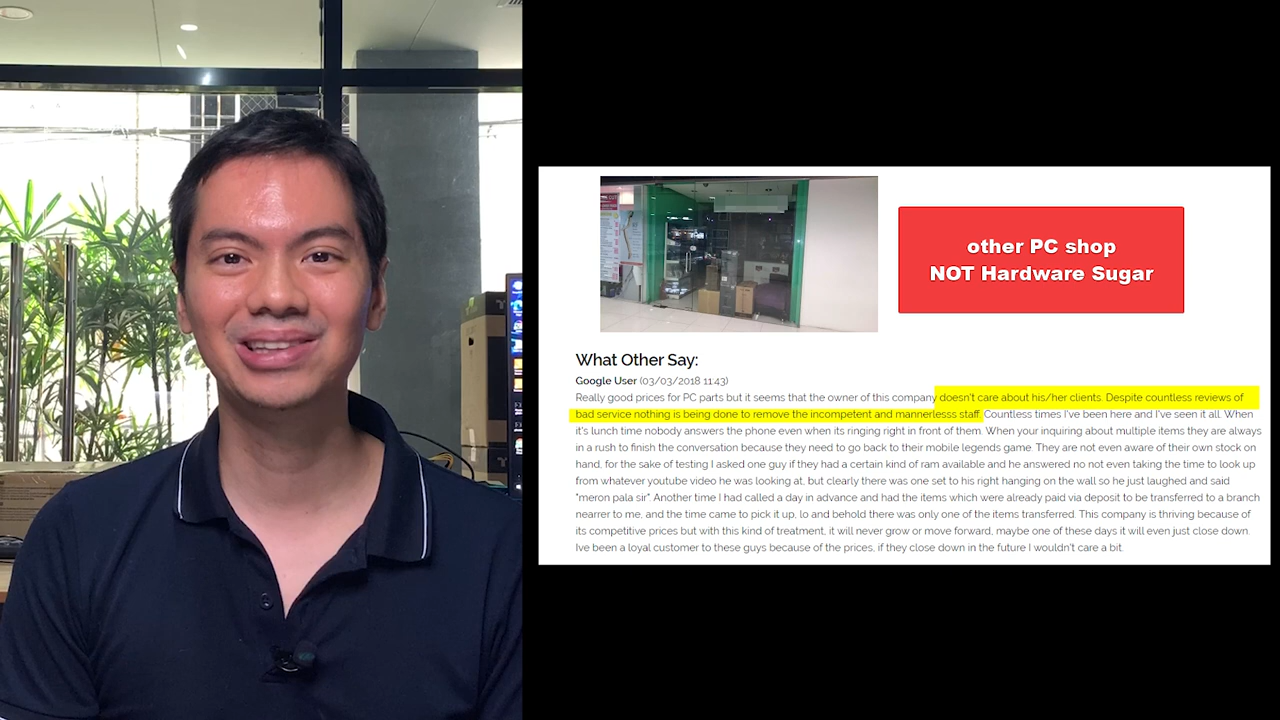 other PC shop
NOT Hardware Sugar
What Other Say:
Google User (03/03/2018 11:43)
Really good prices for PC parts but it seems that the owner of this company doesn't care about his/her clients. Despite countless reviews of
bad service nothing is being done to remove the incompetent and mannerlesss staff. Countless times I've been here and I've seen it all. When
it's lunch time nobody answers the phone even when its ringing right in front of them. When your inquiring about multiple items they are always
in a rush to finish the conversation because they need to go back to their mobile legends game. They are not even aware of their own stock on
hand, for the sake of testing I asked one guy if they had a certain kind of ram available and he answered no not even taking the time to look up
from whatever youtube video he was looking at, but clearly there was one set to his right hanging on the wall so he just laughed and said
"meron pala sir". Another time I had called a day in advance and had the items which were already paid via deposit to be transferred to a branch
nearrer to me, and the time came to pick it up, lo and behold there was only one of the items transferred. This company is thriving because of
its competitive prices but with this kind of treatment, it will never grow or move forward, maybe one of these days it will even just close down.
Ive been a loyal customer to these guys because of the prices, if they close down in the future I wouldn't care a bit.